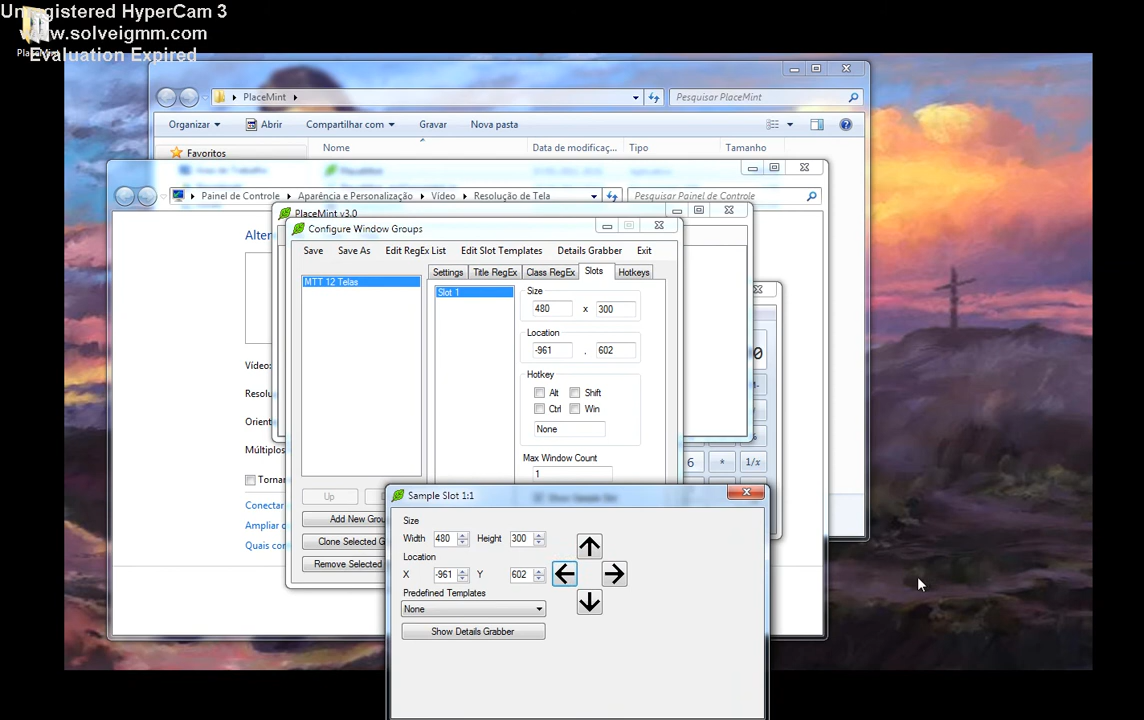 Unregistered HyperCam 3
www.solveigmm.com
Evaluation Expired
PlaceMint
Pesquisar PlaceMint
Organizar
Abrir
Compartilhar com
Gravar
Nova pasta
Favoritos
Nome
Data de modificaç...
Tipo
Tamanho
Painel de Controle
Aparência e Personalização
Vídeo
Resolução de Tela
Pesquisar Painel de Controle
PlaceMint v3.0
Configure Window Groups
Save
Save As
Edit RegEx List
Edit Slot Templates
Details Grabber
Exit
Settings
Title RegEx
Class RegEx
Slots
Hotkeys
MTT 12 Telas
Slot 1
Size
480 x 300
Location
-961 . 602
Hotkey
Alt
Shift
Ctrl
Win
None
Max Window Count
1
Alter
Vídeo:
Resolu
Orient
Múltiplos
Tornar
Conectar
Ampliar
Quais co
Up
Add New Grou
Clone Selected G
Remove Selected
0
6
*
1/x
Sample Slot 1:1
Size
Width 480 Height 300
Location
X -961 Y 602
Predefined Templates
None
Show Details Grabber